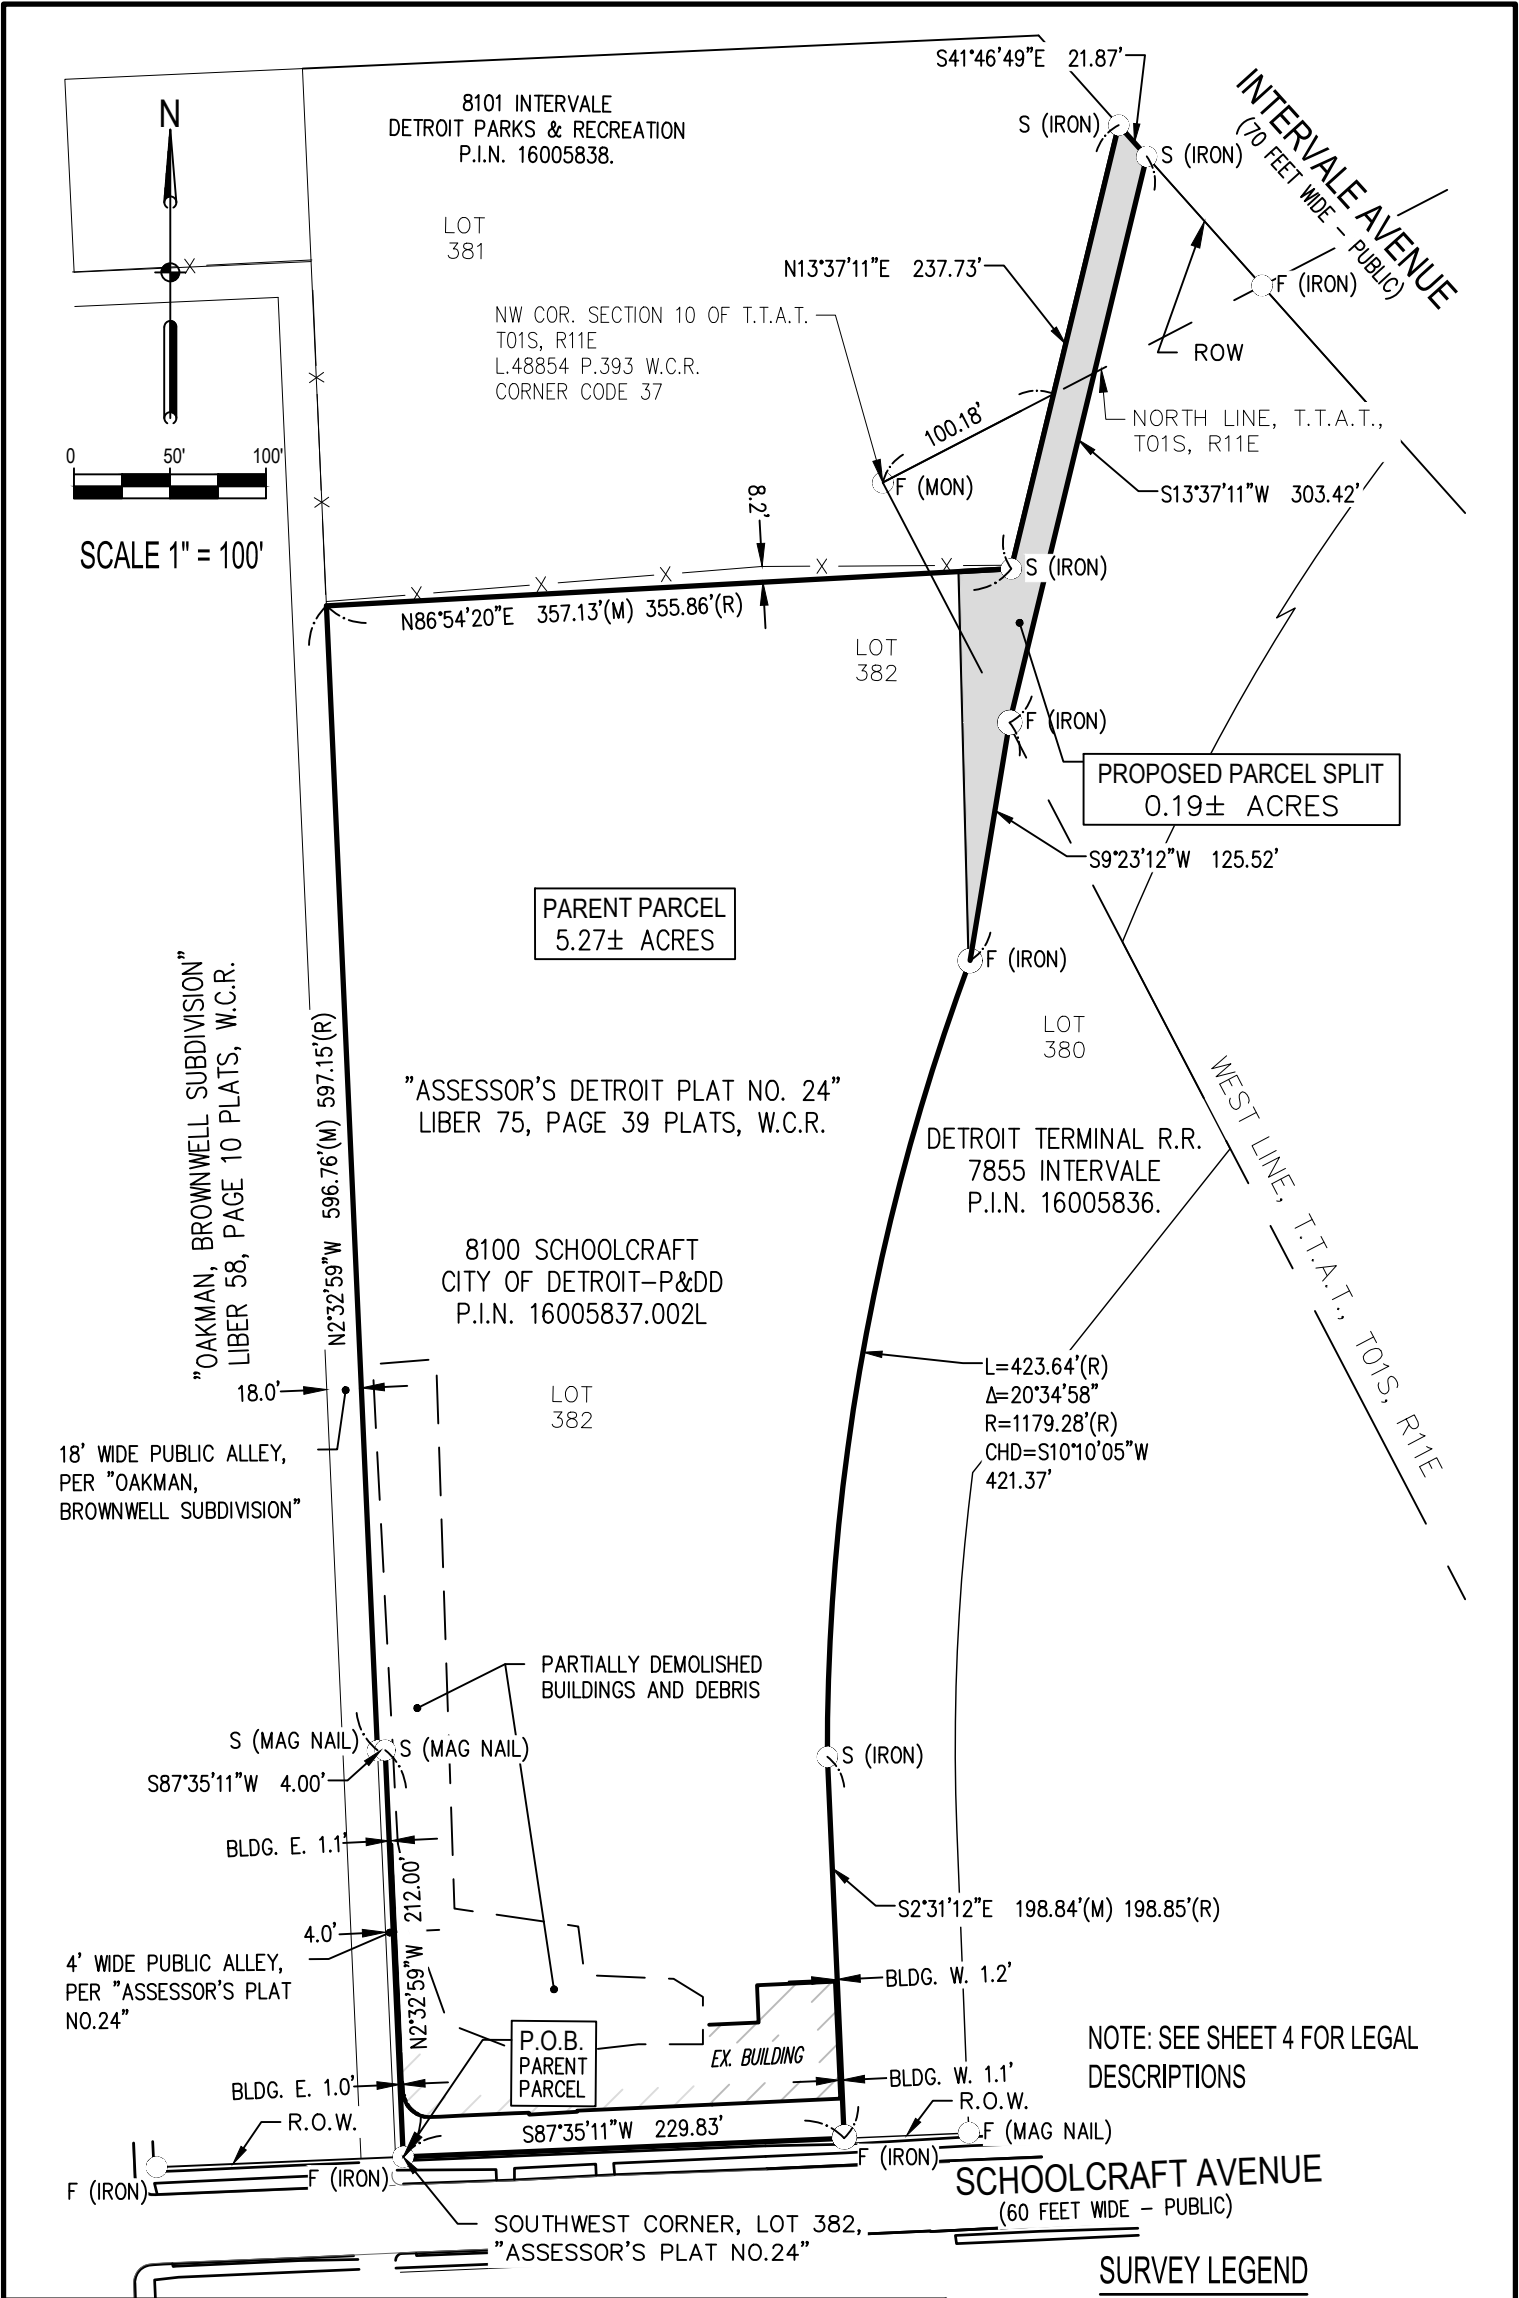 S41°46'49"E 21.87'
N
8101 INTERVALE
DETROIT PARKS & RECREATION
P.I.N. 16005838.
INTERVALE AVENUE
(70 FEET WIDE - PUBLIC)
S (IRON)
S (IRON)
LOT
381
N13°37'11"E 237.73'
F (IRON)
NW COR. SECTION 10 OF T.T.A.T.
T01S, R11E
L.48854 P.393 W.C.R.
CORNER CODE 37
ROW
100.18'
NORTH LINE, T.T.A.T.,
T01S, R11E
0 50' 100'
SCALE 1" = 100'
F (MON)
8.2'
S13°37'11"W 303.42'
S (IRON)
N86°54'20"E 357.13'(M) 355.86'(R)
LOT
382
F (IRON)
PROPOSED PARCEL SPLIT
0.19± ACRES
S9°23'12"W 125.52'
PARENT PARCEL
5.27± ACRES
F (IRON)
"OAKMAN, BROWNWELL SUBDIVISION"
LIBER 58, PAGE 10 PLATS, W.C.R.
N2°32'59"W 596.76'(M) 597.15'(R)
LOT
380
"ASSESSOR'S DETROIT PLAT NO. 24"
LIBER 75, PAGE 39 PLATS, W.C.R.
DETROIT TERMINAL R.R.
7855 INTERVALE
P.I.N. 16005836.
WEST LINE, T.T.A.T., T01S, R11E
8100 SCHOOLCRAFT
CITY OF DETROIT-P&DD
P.I.N. 16005837.002L
18.0'
LOT
382
L=423.64'(R)
Δ=20°34'58"
R=1179.28'(R)
CHD=S10°10'05"W
421.37'
18' WIDE PUBLIC ALLEY,
PER "OAKMAN,
BROWNWELL SUBDIVISION"
PARTIALLY DEMOLISHED
BUILDINGS AND DEBRIS
S (MAG NAIL)
S (MAG NAIL)
S (IRON)
S87°35'11"W 4.00'
BLDG. E. 1.1'
N2°32'59"W 212.00'
S2°31'12"E 198.84'(M) 198.85'(R)
4.0'
4' WIDE PUBLIC ALLEY,
PER "ASSESSOR'S PLAT
NO.24"
BLDG. W. 1.2'
P.O.B.
PARENT
PARCEL
EX. BUILDING
NOTE: SEE SHEET 4 FOR LEGAL
DESCRIPTIONS
BLDG. E. 1.0'
BLDG. W. 1.1'
R.O.W.
R.O.W.
S87°35'11"W 229.83'
F (MAG NAIL)
F (IRON)
F (IRON)
F (IRON)
SCHOOLCRAFT AVENUE
(60 FEET WIDE - PUBLIC)
SOUTHWEST CORNER, LOT 382,
"ASSESSOR'S PLAT NO.24"
SURVEY LEGEND